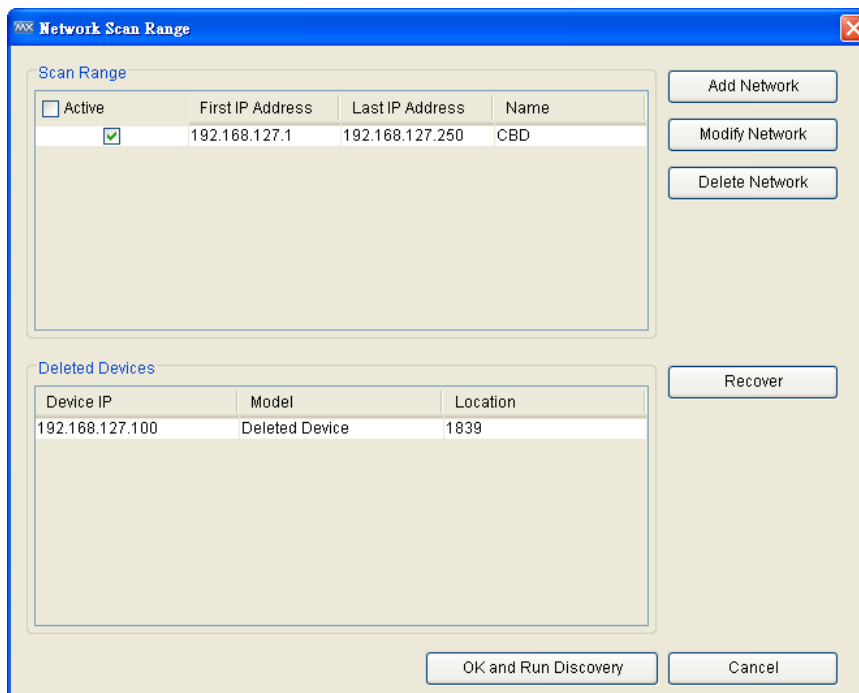 MX Network Scan Range
Scan Range
Active First IP Address Last IP Address Name
192.168.127.1 192.168.127.250 CBD
Add Network
Modify Network
Delete Network
Deleted Devices
Device IP Model Location
192.168.127.100 Deleted Device 1839
Recover
OK and Run Discovery Cancel